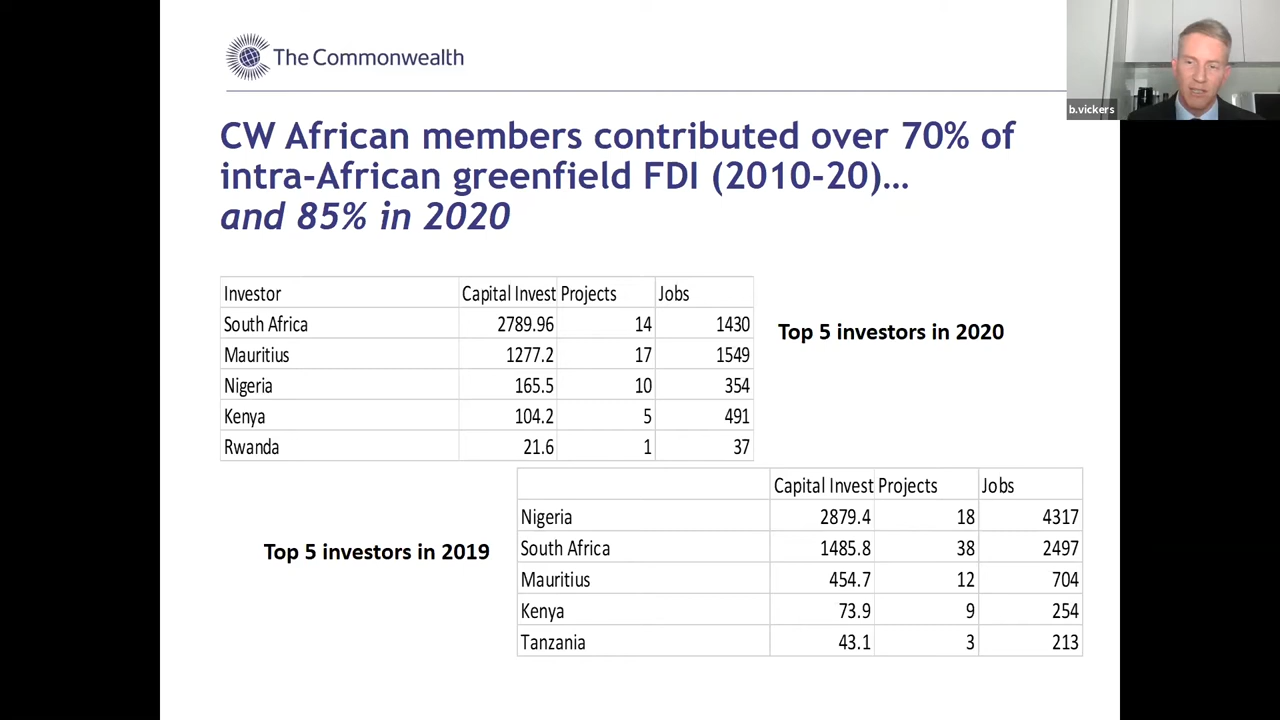 The Commonwealth
b.vickers
CW African members contributed over 70% of
intra-African greenfield FDI (2010-20)…
and 85% in 2020
Investor Capital Invest Projects Jobs
South Africa 2789.96 14 1430
Mauritius 1277.2 17 1549
Nigeria 165.5 10 354
Kenya 104.2 5 491
Rwanda 21.6 1 37
Top 5 investors in 2020
Top 5 investors in 2019
Capital Invest Projects Jobs
Nigeria 2879.4 18 4317
South Africa 1485.8 38 2497
Mauritius 454.7 12 704
Kenya 73.9 9 254
Tanzania 43.1 3 213